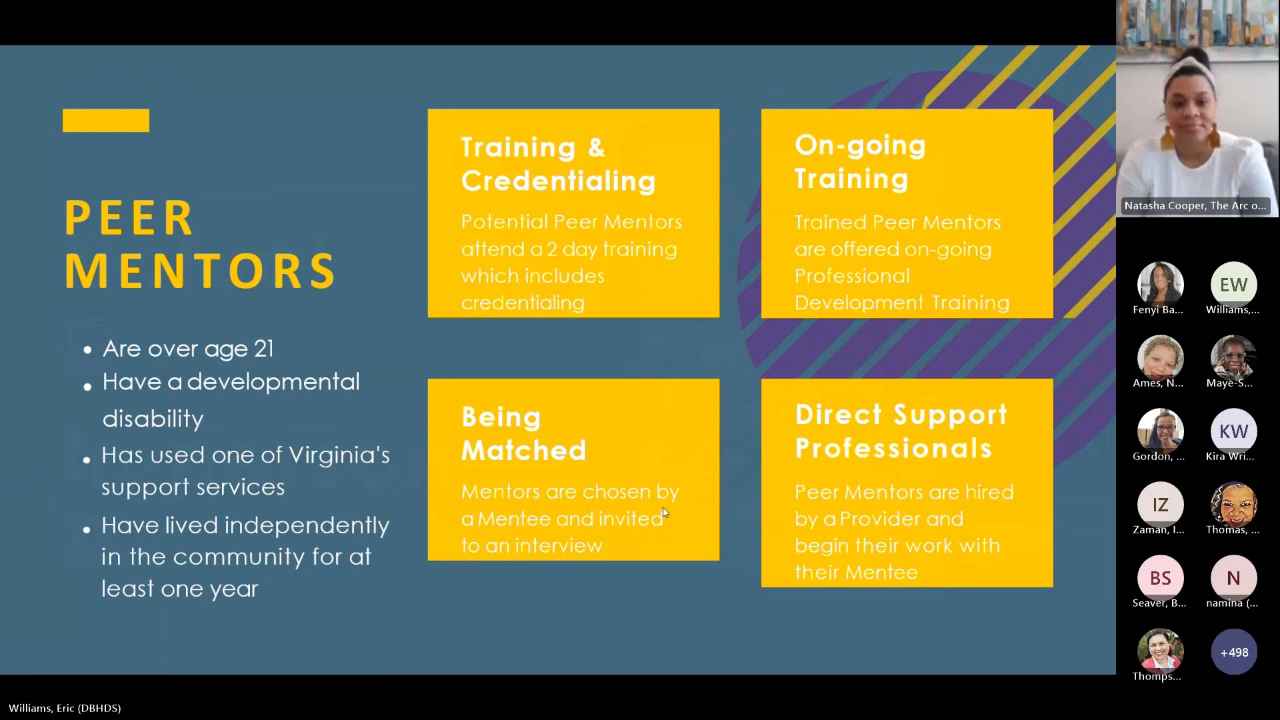 PEER
MENTORS
• Are over age 21
• Have a developmental
disability
• Has used one of Virginia's
support services
• Have lived independently
in the community for at
least one year
Training &
Credentialing
Potential Peer Mentors
attend a 2 day training
which includes
credentialing
On-going
Training
Trained Peer Mentors
are offered on-going
Professional
Development Training
Being
Matched
Mentors are chosen by
a Mentee and invited
to an interview
Direct Support
Professionals
Peer Mentors are hired
by a Provider and
begin their work with
their Mentee
Natasha Cooper, The Arc o...
Fenyi Ba...
EW
Williams,...
Ames, N...
Maye-S...
Gordon, ...
KW
Kira Wri...
IZ
Zaman, I...
Thomas, ...
BS
Seaver, B...
N
namina (...
Thomps...
+498
Williams, Eric (DBHDS)